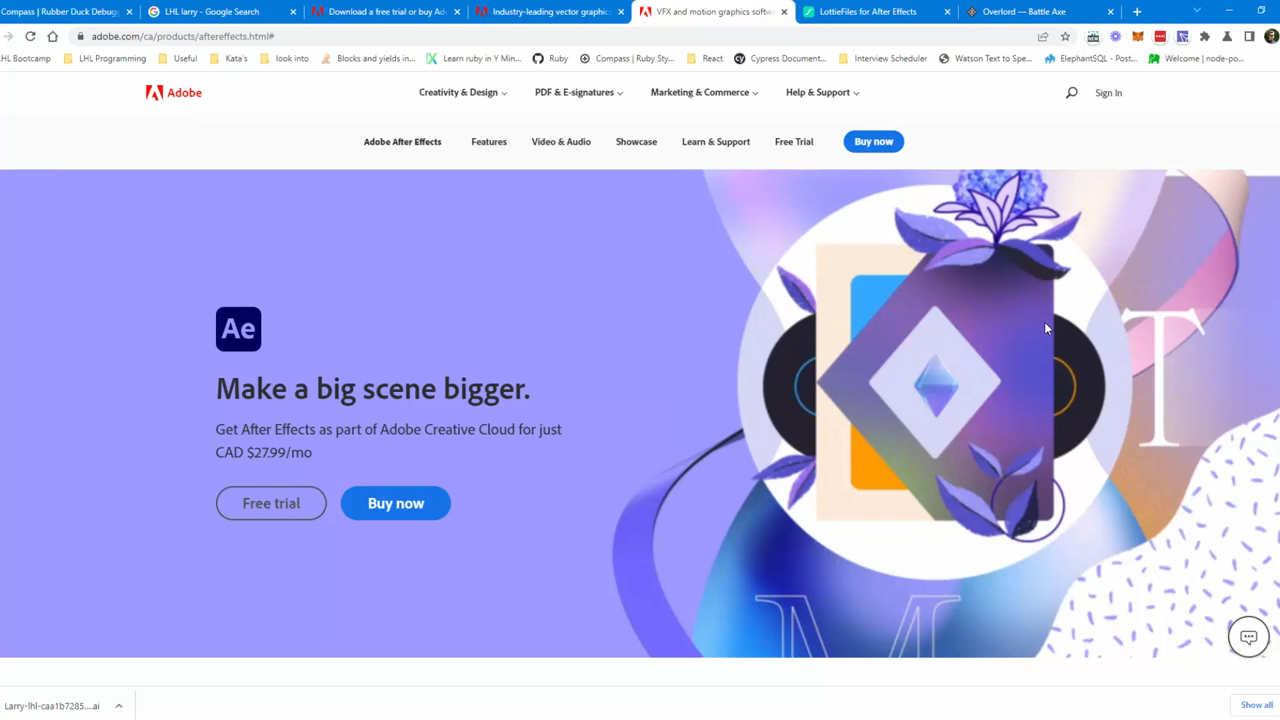 Compass | Rubber Duck Debugg
LHL larry - Google Search
Download a free trial or buy Ad
Industry-leading vector graphics
VFX and motion graphics softw
LottieFiles for After Effects
Overlord — Battle Axe
adobe.com/ca/products/aftereffects.html#
LHL Bootcamp
LHL Programming
Useful
Kata's
look into
Blocks and yields in...
Learn ruby in Y Min...
Ruby
Compass | Ruby Sty...
React
Cypress Document...
Interview Scheduler
Watson Text to Spe...
ElephantSQL - Post...
Welcome | node-po...
Adobe
Creativity & Design
PDF & E-signatures
Marketing & Commerce
Help & Support
Sign In
Adobe After Effects
Features
Video & Audio
Showcase
Learn & Support
Free Trial
Buy now
Ae
Make a big scene bigger.
Get After Effects as part of Adobe Creative Cloud for just
CAD $27.99/mo
Free trial
Buy now
T
M
Larry-lhl-caa1b7285....ai
Show all